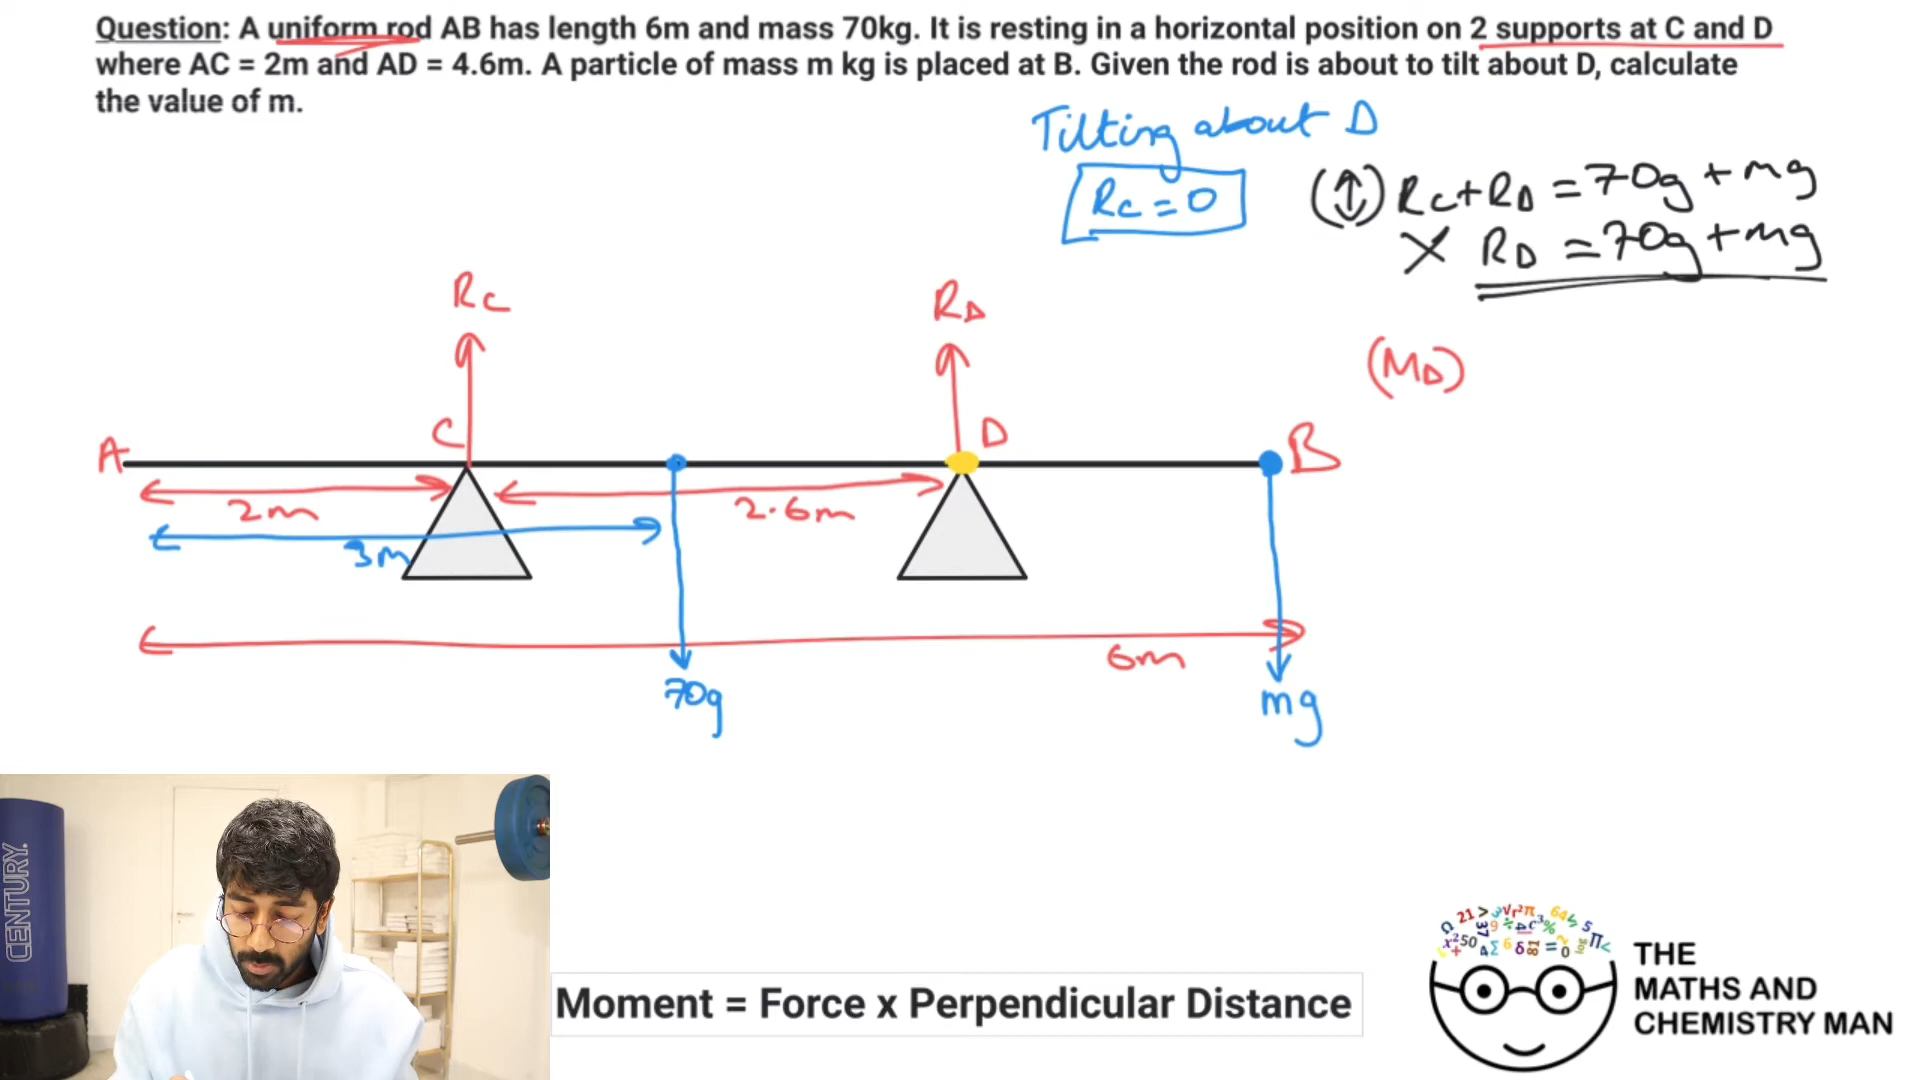 Question: A uniform rod AB has length 6m and mass 70kg. It is resting in a horizontal position on 2 supports at C and D
where AC = 2m and AD = 4.6m. A particle of mass m kg is placed at B. Given the rod is about to tilt about D, calculate
the value of m.
Tilting about D
Rc = 0
(↕) Rc+RD = 70g + mg
× RD = 70g + mg
Rc
RD
(MD)
A
C
D
B
2m
2.6m
3m
6m
70g
mg
CENTURY.
Moment = Force x Perpendicular Distance
THE
MATHS AND
CHEMISTRY MAN